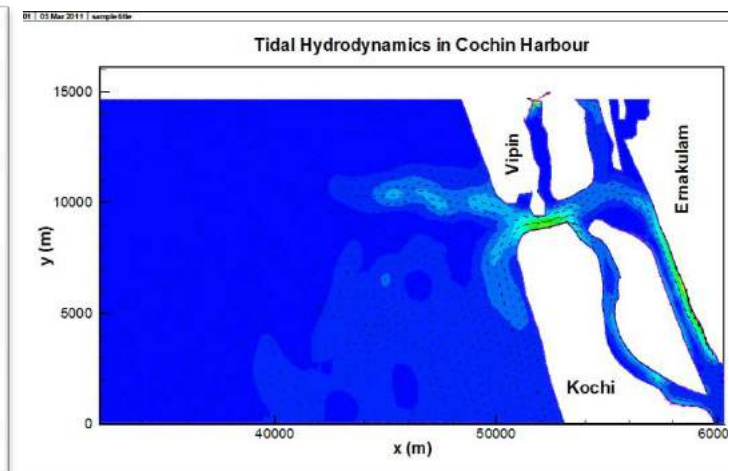 01 | 05 Mar 2011 | sampletitle
Tidal Hydrodynamics in Cochin Harbour
15000
10000
5000
0
y (m)
Vipin
Ernakulam
Kochi
40000
50000
6000
x (m)